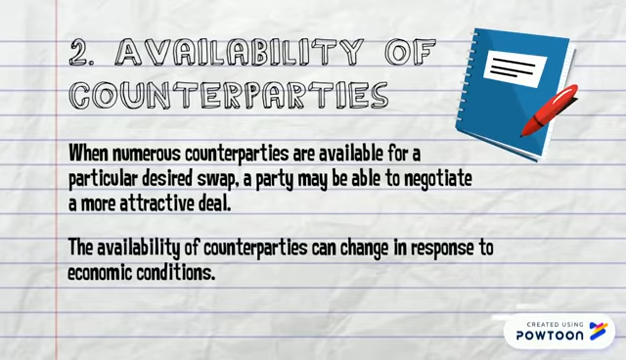 2. AVAILABILITY OF
COUNTERPARTIES
When numerous counterparties are available for a
particular desired swap, a party may be able to negotiate
a more attractive deal.
The availability of counterparties can change in response to
economic conditions.
CREATED USING
POWTOON